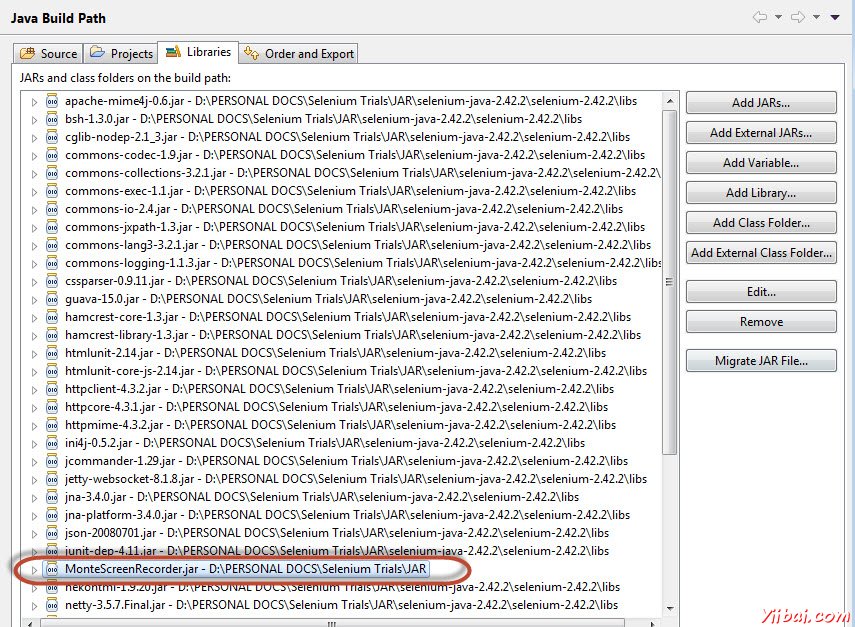 Java Build Path
Source Projects Libraries Order and Export
JARs and class folders on the build path:
apache-mime4j-0.6.jar - D:\PERSONAL DOCS\Selenium Trials\JAR\selenium-java-2.42.2\selenium-2.42.2\libs
bsh-1.3.0.jar - D:\PERSONAL DOCS\Selenium Trials\JAR\selenium-java-2.42.2\selenium-2.42.2\libs
cglib-nodep-2.1_3.jar - D:\PERSONAL DOCS\Selenium Trials\JAR\selenium-java-2.42.2\selenium-2.42.2\libs
commons-codec-1.9.jar - D:\PERSONAL DOCS\Selenium Trials\JAR\selenium-java-2.42.2\selenium-2.42.2\libs
commons-collections-3.2.1.jar - D:\PERSONAL DOCS\Selenium Trials\JAR\selenium-java-2.42.2\selenium-2.42.2\
commons-exec-1.1.jar - D:\PERSONAL DOCS\Selenium Trials\JAR\selenium-java-2.42.2\selenium-2.42.2\libs
commons-io-2.4.jar - D:\PERSONAL DOCS\Selenium Trials\JAR\selenium-java-2.42.2\selenium-2.42.2\libs
commons-jxpath-1.3.jar - D:\PERSONAL DOCS\Selenium Trials\JAR\selenium-java-2.42.2\selenium-2.42.2\libs
commons-lang3-3.2.1.jar - D:\PERSONAL DOCS\Selenium Trials\JAR\selenium-java-2.42.2\selenium-2.42.2\libs
commons-logging-1.1.3.jar - D:\PERSONAL DOCS\Selenium Trials\JAR\selenium-java-2.42.2\selenium-2.42.2\libs
cssparser-0.9.11.jar - D:\PERSONAL DOCS\Selenium Trials\JAR\selenium-java-2.42.2\selenium-2.42.2\libs
guava-15.0.jar - D:\PERSONAL DOCS\Selenium Trials\JAR\selenium-java-2.42.2\selenium-2.42.2\libs
hamcrest-core-1.3.jar - D:\PERSONAL DOCS\Selenium Trials\JAR\selenium-java-2.42.2\selenium-2.42.2\libs
hamcrest-library-1.3.jar - D:\PERSONAL DOCS\Selenium Trials\JAR\selenium-java-2.42.2\selenium-2.42.2\libs
htmlunit-2.14.jar - D:\PERSONAL DOCS\Selenium Trials\JAR\selenium-java-2.42.2\selenium-2.42.2\libs
htmlunit-core-js-2.14.jar - D:\PERSONAL DOCS\Selenium Trials\JAR\selenium-java-2.42.2\selenium-2.42.2\libs
httpclient-4.3.2.jar - D:\PERSONAL DOCS\Selenium Trials\JAR\selenium-java-2.42.2\selenium-2.42.2\libs
httpcore-4.3.1.jar - D:\PERSONAL DOCS\Selenium Trials\JAR\selenium-java-2.42.2\selenium-2.42.2\libs
httpmime-4.3.2.jar - D:\PERSONAL DOCS\Selenium Trials\JAR\selenium-java-2.42.2\selenium-2.42.2\libs
ini4j-0.5.2.jar - D:\PERSONAL DOCS\Selenium Trials\JAR\selenium-java-2.42.2\selenium-2.42.2\libs
jcommander-1.29.jar - D:\PERSONAL DOCS\Selenium Trials\JAR\selenium-java-2.42.2\selenium-2.42.2\libs
jetty-websocket-8.1.8.jar - D:\PERSONAL DOCS\Selenium Trials\JAR\selenium-java-2.42.2\selenium-2.42.2\libs
jna-3.4.0.jar - D:\PERSONAL DOCS\Selenium Trials\JAR\selenium-java-2.42.2\selenium-2.42.2\libs
jna-platform-3.4.0.jar - D:\PERSONAL DOCS\Selenium Trials\JAR\selenium-java-2.42.2\selenium-2.42.2\libs
json-20080701.jar - D:\PERSONAL DOCS\Selenium Trials\JAR\selenium-java-2.42.2\selenium-2.42.2\libs
junit-dep-4.11.jar - D:\PERSONAL DOCS\Selenium Trials\JAR\selenium-java-2.42.2\selenium-2.42.2\libs
MonteScreenRecorder.jar - D:\PERSONAL DOCS\Selenium Trials\JAR
nekohtml-1.9.20.jar - D:\PERSONAL DOCS\Selenium Trials\JAR\selenium-java-2.42.2\selenium-2.42.2\libs
netty-3.5.7.Final.jar - D:\PERSONAL DOCS\Selenium Trials\JAR\selenium-java-2.42.2\selenium-2.42.2\libs
Add JARs...
Add External JARs...
Add Variable...
Add Library...
Add Class Folder...
Add External Class Folder...
Edit...
Remove
Migrate JAR File...
Yiibai.com